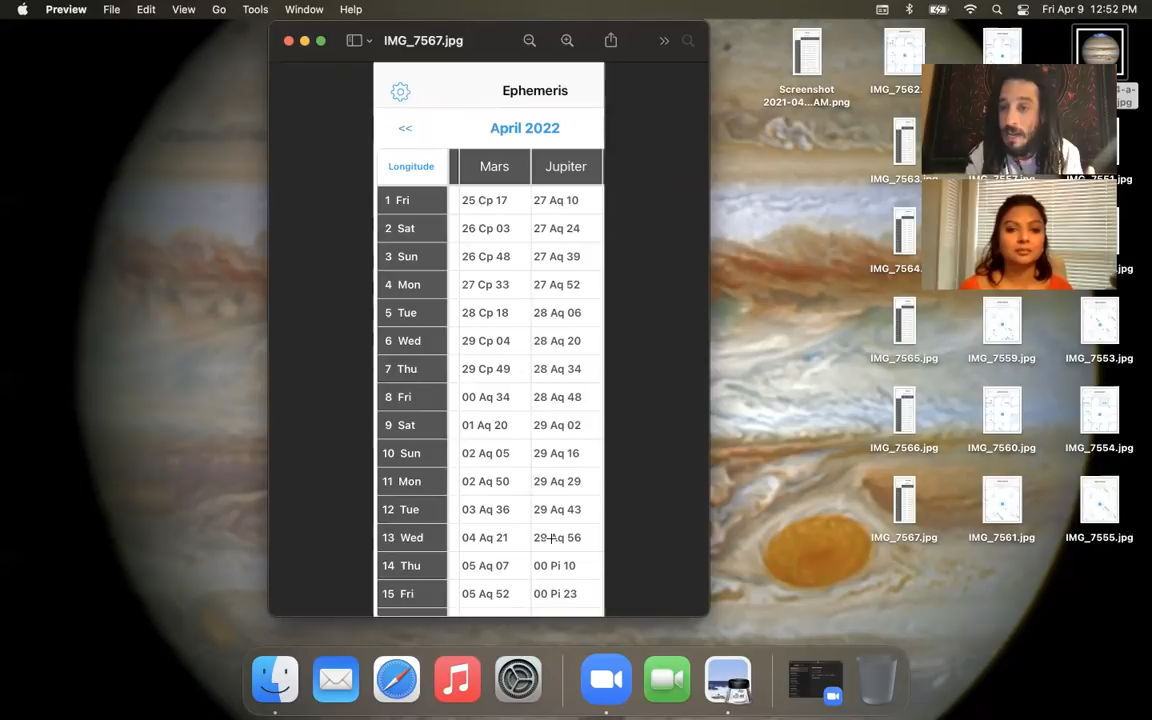 Preview File Edit View Go Tools Window Help Fri Apr 9 12:52 PM
IMG_7567.jpg
Ephemeris
<< April 2022
Longitude Mars Jupiter
1 Fri 25 Cp 17 27 Aq 10
2 Sat 26 Cp 03 27 Aq 24
3 Sun 26 Cp 48 27 Aq 39
4 Mon 27 Cp 33 27 Aq 52
5 Tue 28 Cp 18 28 Aq 06
6 Wed 29 Cp 04 28 Aq 20
7 Thu 29 Cp 49 28 Aq 34
8 Fri 00 Aq 34 28 Aq 48
9 Sat 01 Aq 20 29 Aq 02
10 Sun 02 Aq 05 29 Aq 16
11 Mon 02 Aq 50 29 Aq 29
12 Tue 03 Aq 36 29 Aq 43
13 Wed 04 Aq 21 29 Aq 56
14 Thu 05 Aq 07 00 Pi 10
15 Fri 05 Aq 52 00 Pi 23
Screenshot
2021-04...AM.png
IMG_7562.
4-a-
.jpg
IMG_7563.
IMG_7564.
IMG_7565.jpg IMG_7559.jpg IMG_7553.jpg
IMG_7566.jpg IMG_7560.jpg IMG_7554.jpg
IMG_7567.jpg IMG_7561.jpg IMG_7555.jpg